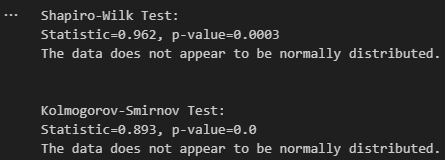 ...
Shapiro-Wilk Test:
Statistic=0.962, p-value=0.0003
The data does not appear to be normally distributed.
Kolmogorov-Smirnov Test:
Statistic=0.893, p-value=0.0
The data does not appear to be normally distributed.